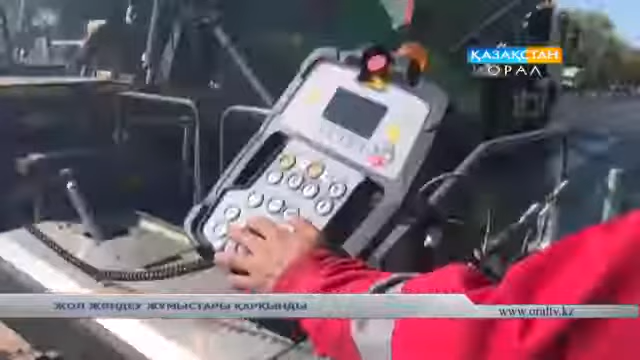 ҚАЗАҚСТАН
ОРАЛ
ЖОЛ ЖӨНДЕУ ЖҰМЫСТАРЫ ҚАРҚЫНДЫ
www.oraltv.kz